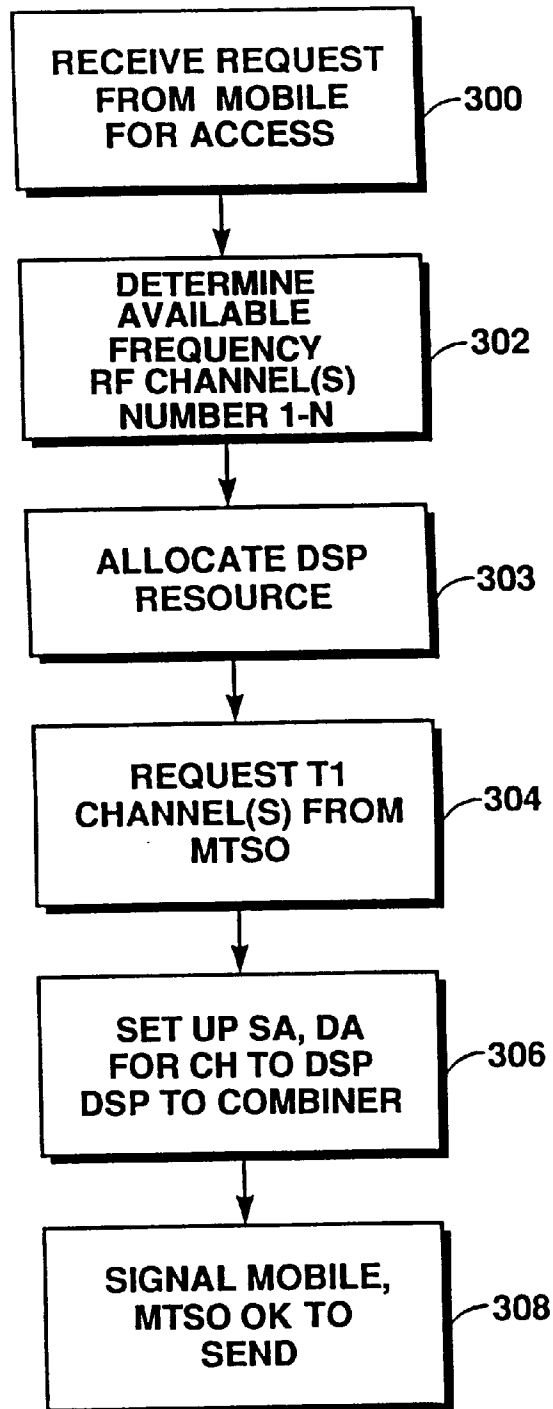 RECEIVE REQUEST
FROM MOBILE
FOR ACCESS
300
DETERMINE
AVAILABLE
FREQUENCY
RF CHANNEL(S)
NUMBER 1-N
302
ALLOCATE DSP
RESOURCE
303
REQUEST T1
CHANNEL(S) FROM
MTSO
304
SET UP SA, DA
FOR CH TO DSP
DSP TO COMBINER
306
SIGNAL MOBILE,
MTSO OK TO
SEND
308